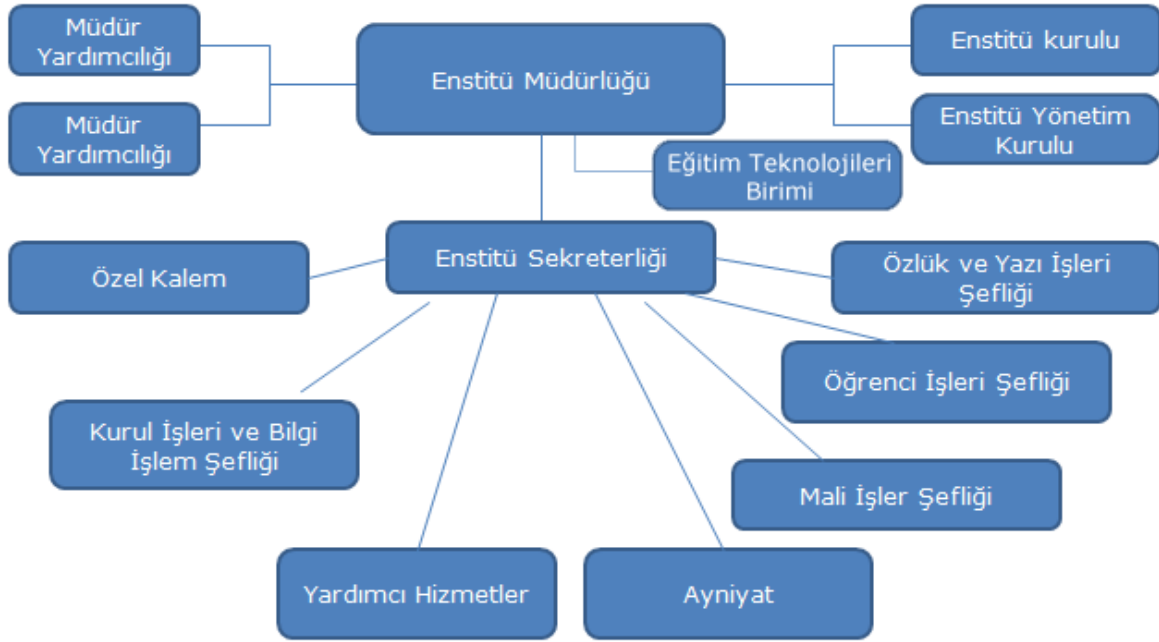 Müdür
Yardımcılığı
Enstitü Müdürlüğü
Enstitü kurulu
Müdür
Yardımcılığı
Enstitü Yönetim
Kurulu
Eğitim Teknolojileri
Birimi
Özel Kalem
Enstitü Sekreterliği
Özlük ve Yazı İşleri
Şefliği
Öğrenci İşleri Şefliği
Kurul İşleri ve Bilgi
İşlem Şefliği
Mali İşler Şefliği
Yardımcı Hizmetler
Ayniyat